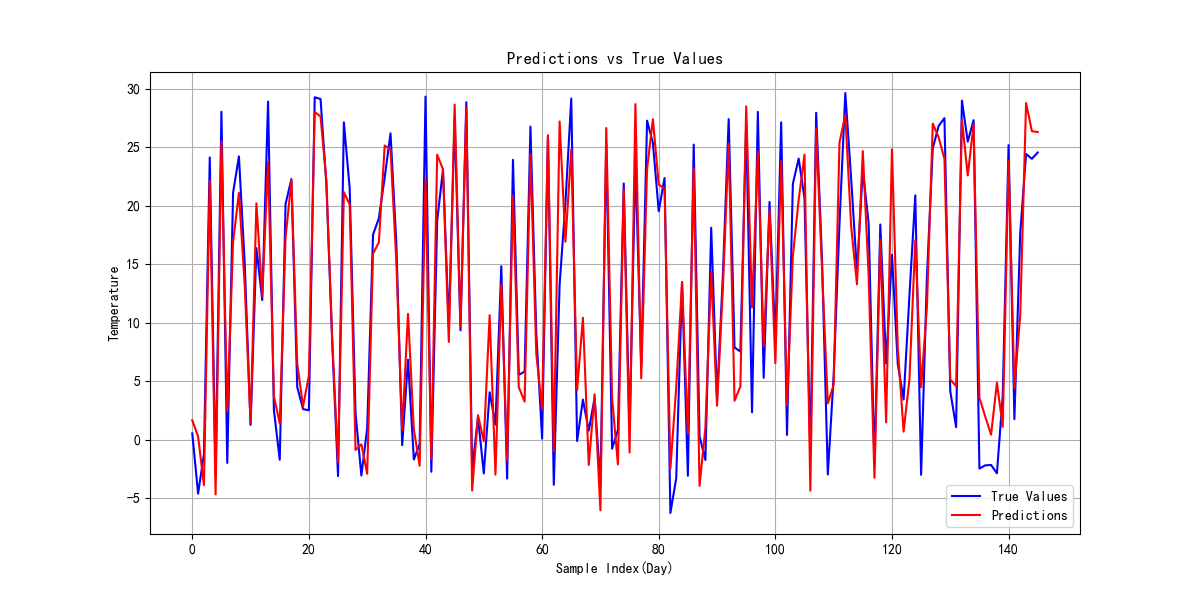 Predictions vs True Values
Temperature
30
25
20
15
10
5
0
−5
0 20 40 60 80 100 120 140
Sample Index(Day)
True Values
Predictions